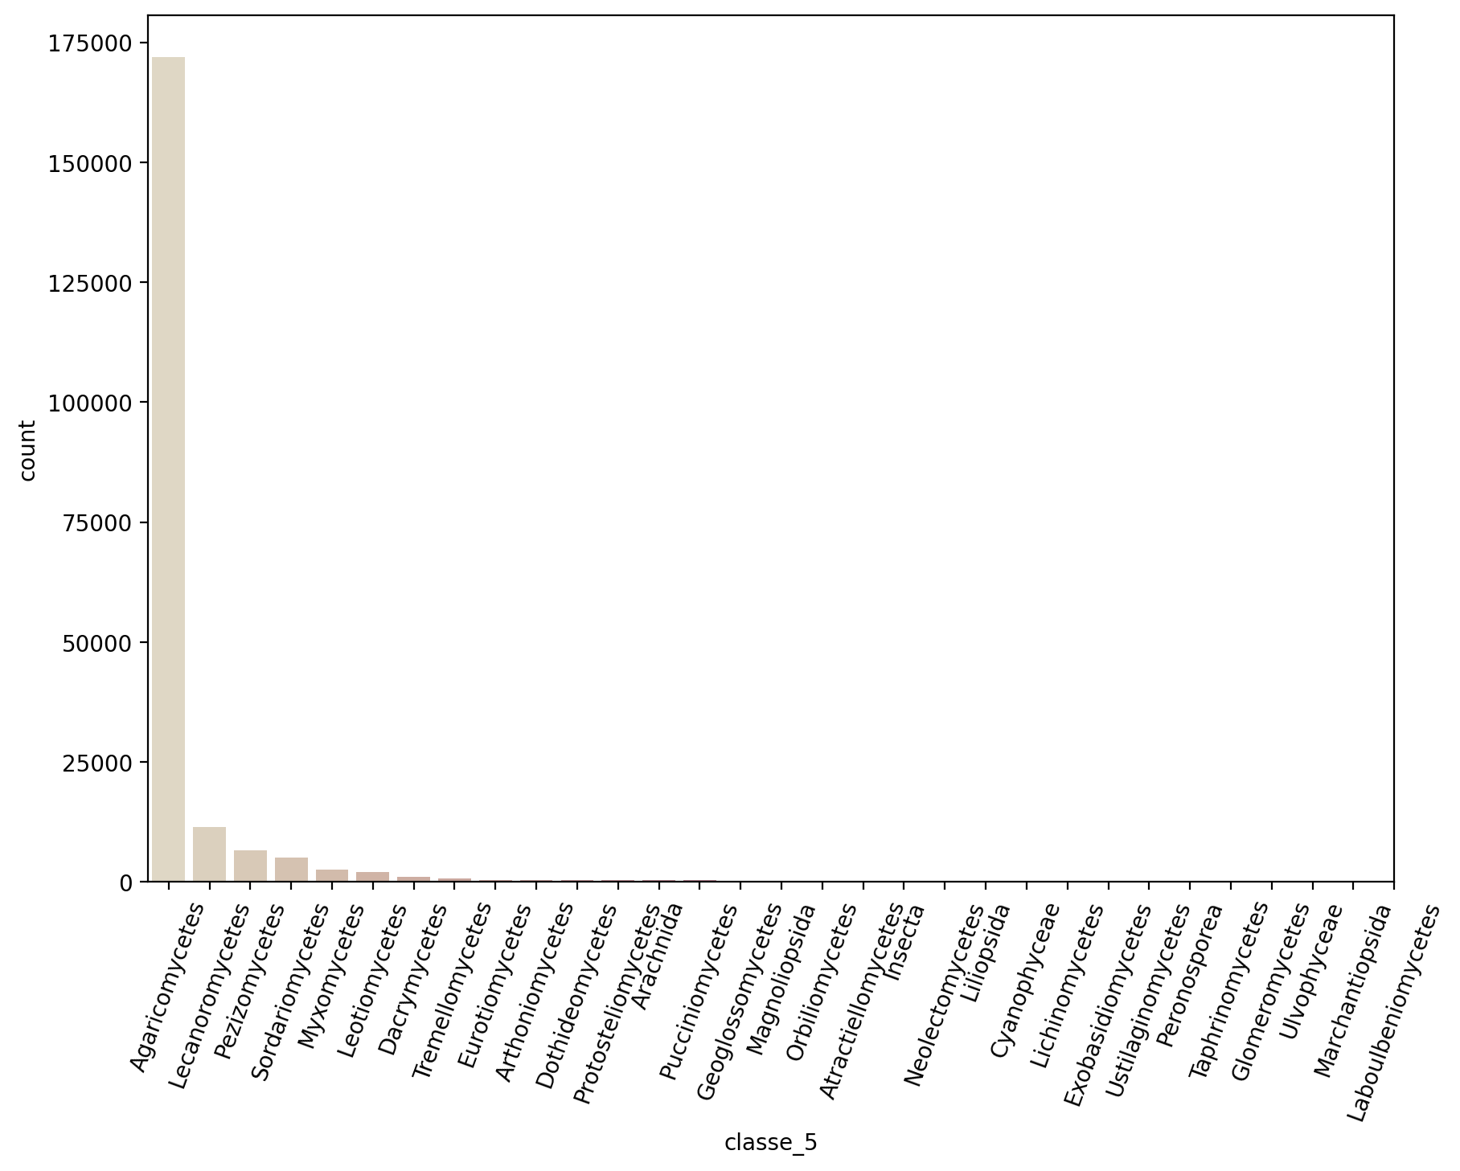 175000
150000
125000
100000
75000
50000
25000
0
count
Agaricomycetes
Lecanoromycetes
Pezizomycetes
Sordariomycetes
Myxomycetes
Leotiomycetes
Dacrymycetes
Tremellomycetes
Eurotiomycetes
Arthoniomycetes
Dothideomycetes
Protosteliomycetes
Arachnida
Pucciniomycetes
Geoglossomycetes
Magnoliopsida
Orbiliomycetes
Atractiellomycetes
Insecta
Neolectomycetes
Liliopsida
Cyanophyceae
Lichinomycetes
Exobasidiomycetes
Ustilaginomycetes
Peronosporea
Taphrinomycetes
Glomeromycetes
Ulvophyceae
Marchantiopsida
Laboulbeniomycetes
classe_5